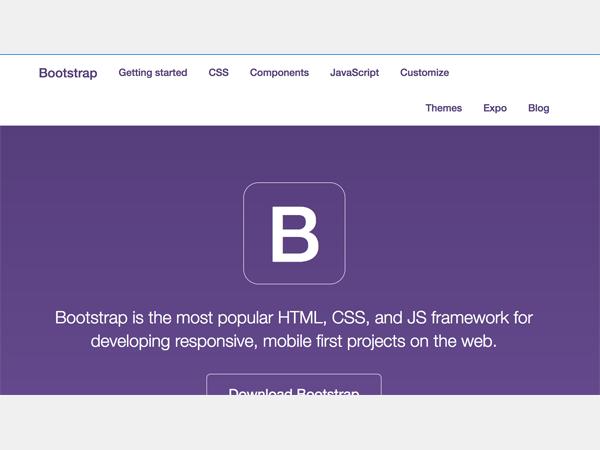 Bootstrap Getting started CSS Components JavaScript Customize
Themes Expo Blog
B
Bootstrap is the most popular HTML, CSS, and JS framework for
developing responsive, mobile first projects on the web.
Download Bootstrap